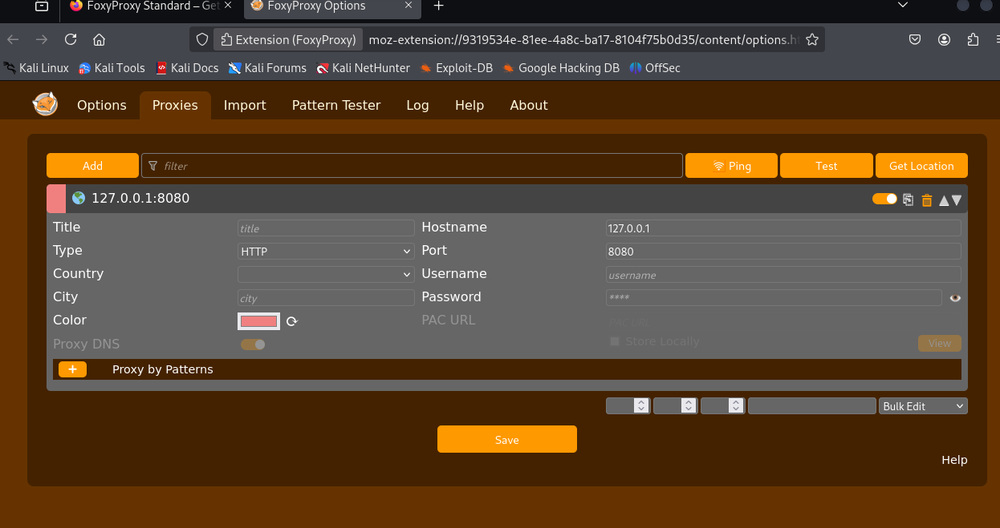 FoxyProxy Standard – Get
FoxyProxy Options
Extension (FoxyProxy) moz-extension://9319534e-81ee-4a8c-ba17-8104f75b0d35/content/options.h
Kali Linux Kali Tools Kali Docs Kali Forums Kali NetHunter Exploit-DB Google Hacking DB OffSec
Options Proxies Import Pattern Tester Log Help About
Add filter Ping Test Get Location
127.0.0.1:8080
Title title Hostname 127.0.0.1
Type HTTP Port 8080
Country Username username
City city Password ****
Color PAC URL
Proxy DNS Store Locally View
+ Proxy by Patterns
Bulk Edit
Save
Help